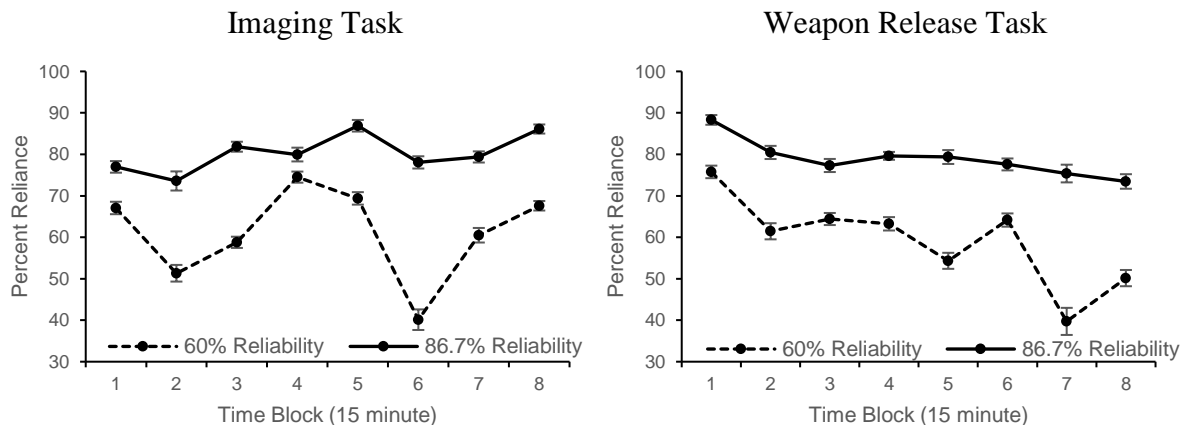 Imaging Task
Percent Reliance
100
90
80
70
60
50
40
30
60% Reliability
86.7% Reliability
1 2 3 4 5 6 7 8
Time Block (15 minute)
Weapon Release Task
Percent Reliance
100
90
80
70
60
50
40
30
60% Reliability
86.7% Reliability
1 2 3 4 5 6 7 8
Time Block (15 minute)